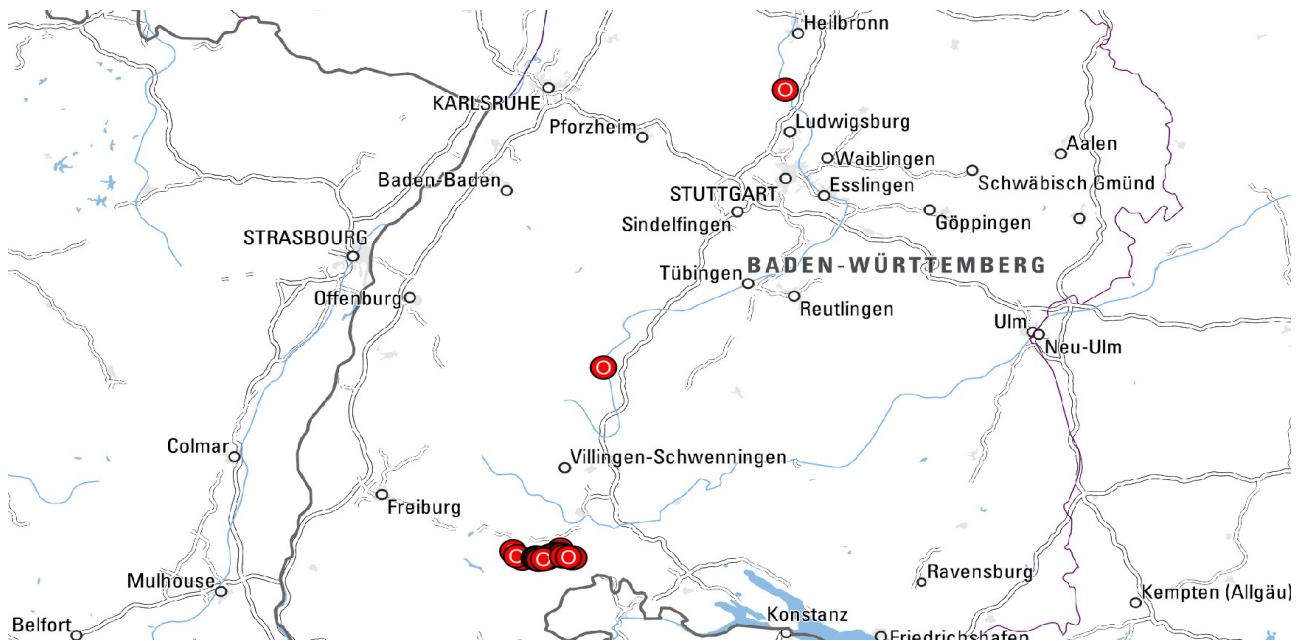 Heilbronn
KARLSRUHE
Ludwigsburg
Pforzheim
Aalen
Waiblingen
Baden-Baden
Schwäbisch Gmünd
STUTTGART
Esslingen
Sindelfingen
Göppingen
STRASBOURG
Tübingen
BADEN-WÜRTTEMBERG
Offenburg
Reutlingen
Ulm
Neu-Ulm
Colmar
Villingen-Schwenningen
Freiburg
Mulhouse
Ravensburg
Kempten (Allgäu)
Belfort
Konstanz
Friedrichshafen